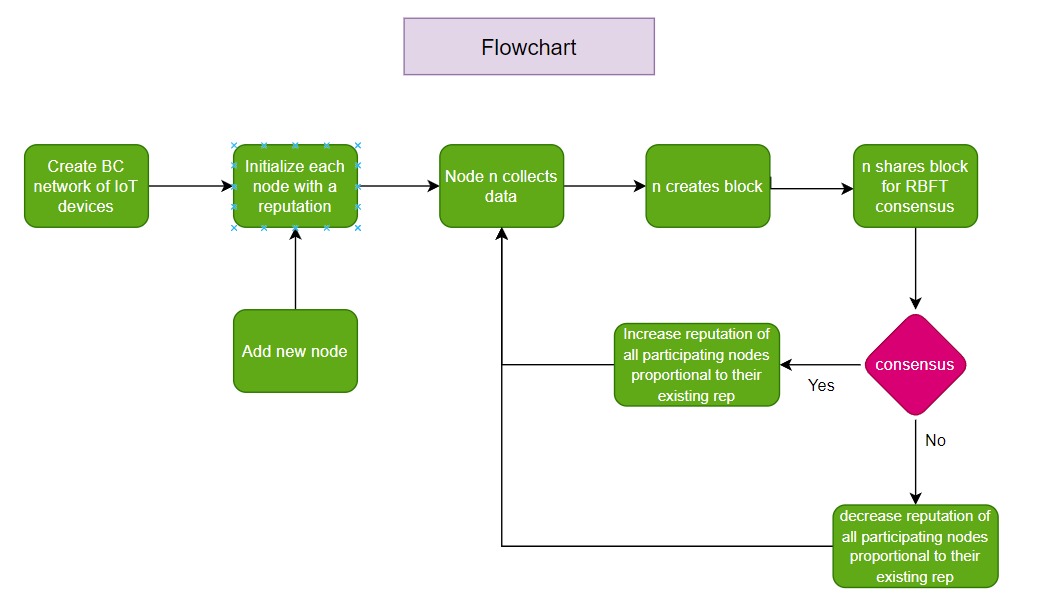 Flowchart
Create BC
network of IoT
devices
Initialize each
node with a
reputation
Node n collects
data
n creates block
n shares block
for RBFT
consensus
Add new node
Increase reputation of
all participating nodes
proportional to their
existing rep
Yes
consensus
No
decrease reputation of
all participating nodes
proportional to their
existing rep